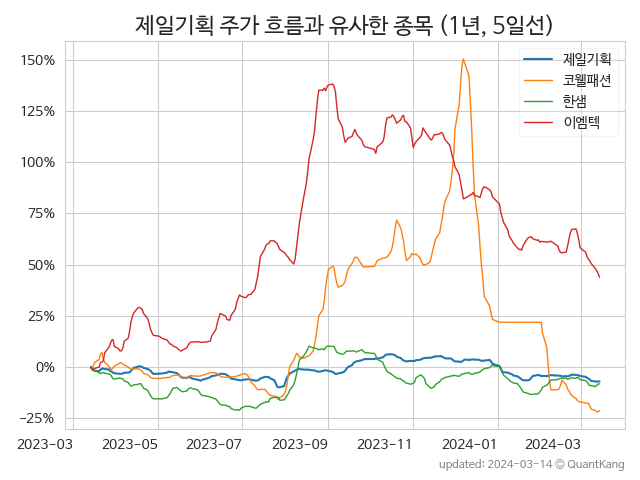 제일기획 주가 흐름과 유사한 종목 (1년, 5일선)
150%
125%
100%
75%
50%
25%
0%
−25%
제일기획
코웰패션
한샘
이엠텍
2023-03
2023-05
2023-07
2023-09
2023-11
2024-01
2024-03
updated: 2024-03-14 © QuantKang